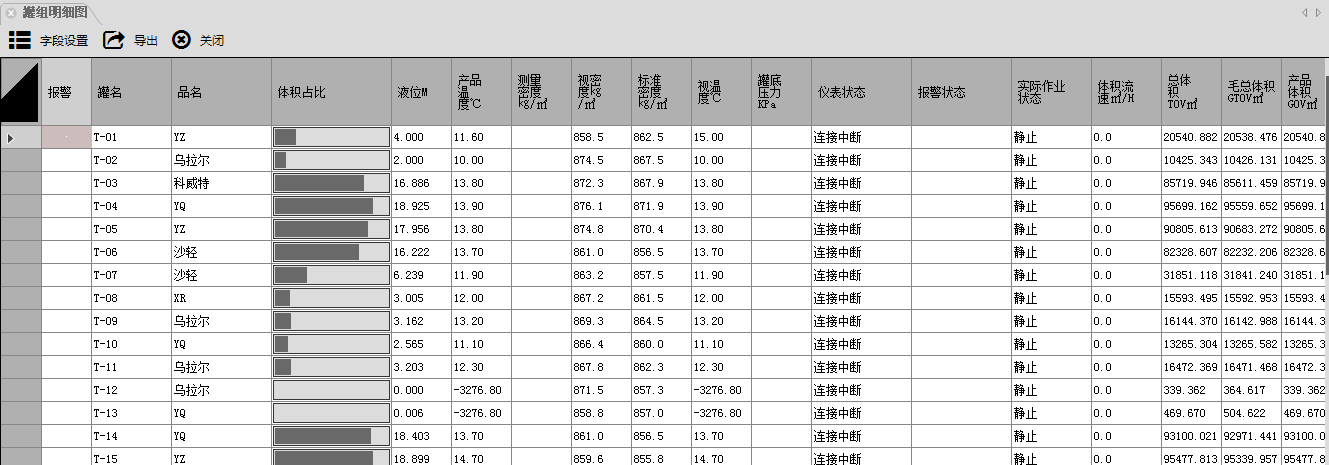 罐组明细图
字段设置 导出 关闭
报警 罐名 品名 体积占比 液位M 产品温度℃ 测量密度kg/㎥ 视密度kg/㎥ 标准密度kg/㎥ 视温度℃ 罐底压力KPa 仪表状态 报警状态 实际作业状态 体积流速㎥/H 总体积TOV㎥ 毛总体积GTOV㎥ 产品体积GOV㎥
T-01 YZ 4.000 11.60 858.5 862.5 15.00 连接中断 静止 0.0 20540.882 20538.476 20540.8
T-02 乌拉尔 2.000 10.00 874.5 867.5 10.00 连接中断 静止 0.0 10425.343 10426.131 10425.3
T-03 科威特 16.886 13.80 872.3 867.9 13.80 连接中断 静止 0.0 85719.946 85611.459 85719.9
T-04 YQ 18.925 13.90 876.1 871.9 13.90 连接中断 静止 0.0 95699.162 95559.652 95699.1
T-05 YZ 17.956 13.80 874.8 870.4 13.80 连接中断 静止 0.0 90805.613 90683.272 90805.6
T-06 沙轻 16.222 13.70 861.0 856.5 13.70 连接中断 静止 0.0 82328.607 82232.206 82328.6
T-07 沙轻 6.239 11.90 863.2 857.5 11.90 连接中断 静止 0.0 31851.118 31841.240 31851.1
T-08 XR 3.005 12.00 867.2 861.5 12.00 连接中断 静止 0.0 15593.495 15592.953 15593.4
T-09 乌拉尔 3.162 13.20 869.3 864.5 13.20 连接中断 静止 0.0 16144.370 16142.988 16144.3
T-10 YQ 2.565 11.10 866.4 860.0 11.10 连接中断 静止 0.0 13265.304 13265.582 13265.3
T-11 乌拉尔 3.203 12.30 867.8 862.3 12.30 连接中断 静止 0.0 16472.369 16471.468 16472.3
T-12 乌拉尔 0.000 -3276.80 871.5 857.3 -3276.80 连接中断 静止 0.0 339.362 364.617 339.362
T-13 YQ 0.006 -3276.80 858.8 857.0 -3276.80 连接中断 静止 0.0 469.670 504.622 469.670
T-14 YQ 18.403 13.70 861.0 856.5 13.70 连接中断 静止 0.0 93100.021 92971.441 93100.0
T-15 YZ 18.899 14.70 859.6 855.8 14.70 连接中断 静止 0.0 95477.813 95339.957 95477.8